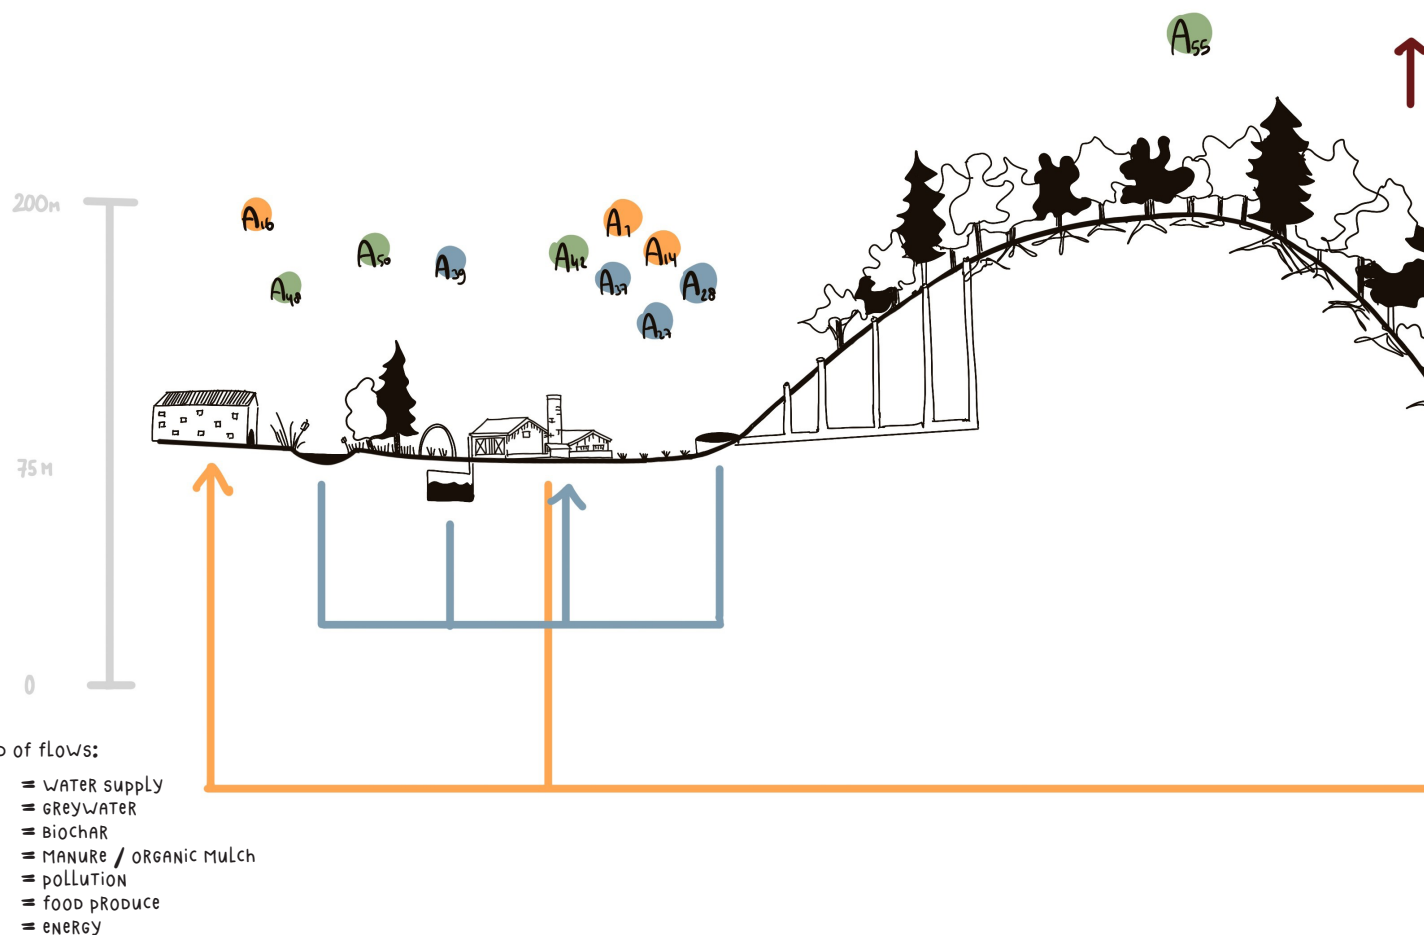 A55
200m
A16
A7
A50
A39
A42
A14
A48
A37
A28
A27
75m
0
of flows:
= water supply
= greywater
= Biochar
= Manure / organic Mulch
= pollution
= food produce
= energy